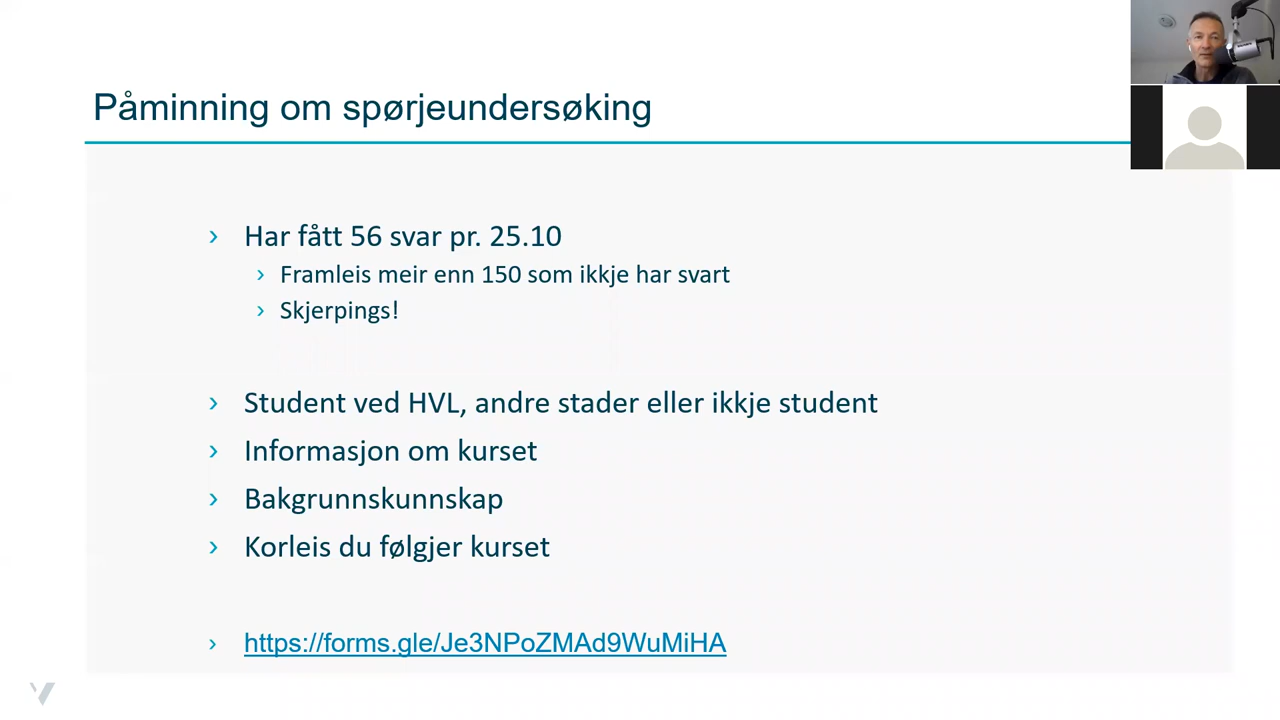 Påminning om spørjeundersøking
Har fått 56 svar pr. 25.10
Framleis meir enn 150 som ikkje har svart
Skjerpings!
Student ved HVL, andre stader eller ikkje student
Informasjon om kurset
Bakgrunnskunnskap
Korleis du følgjer kurset
https://forms.gle/Je3NPoZMAd9WuMiHA